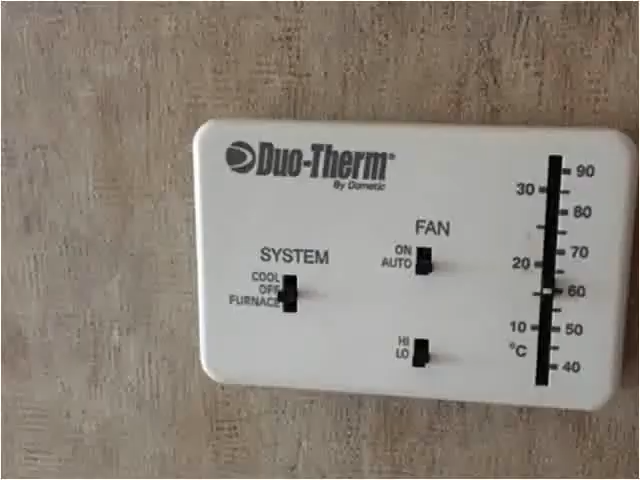 Duo-Therm®
By Dometic
SYSTEM
COOL
OFF
FURNACE
FAN
ON
AUTO
HI
LO
90
30
80
70
20
60
10
50
°C
40